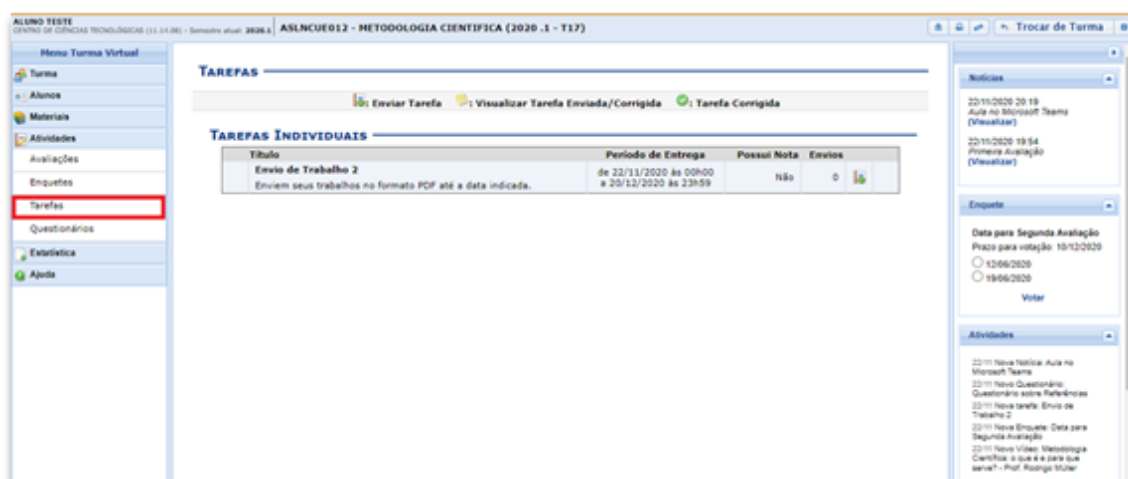 ALUNO TESTE
CENTRO DE CIÊNCIAS TECNOLÓGICAS (11.14.06) - Semestre atual: 2020.1
ASLNCUE012 - METODOLOGIA CIENTIFICA (2020 .1 - T17)
Trocar de Turma
Menu Turma Virtual
Turma
Alunos
Materiais
Atividades
Avaliações
Enquetes
Tarefas
Questionários
Estatística
Ajuda
TAREFAS
: Enviar Tarefa : Visualizar Tarefa Enviada/Corrigida : Tarefa Corrigida
TAREFAS INDIVIDUAIS
Título Período de Entrega Possui Nota Envios
Envio de Trabalho 2
Enviem seus trabalhos no formato PDF até a data indicada.
de 22/11/2020 às 00h00
a 20/12/2020 às 23h59
Não 0
Notícias
22/11/2020 20:19
Aula no Microsoft Teams
(Visualizar)
22/11/2020 19:54
Primeira Avaliação
(Visualizar)
Enquete
Data para Segunda Avaliação
Prazo para votação: 10/12/2020
12/06/2020
19/06/2020
Votar
Atividades
22/11 Nova Notícia: Aula no
Microsoft Teams
22/11 Novo Questionário:
Questionário sobre Referências
22/11 Nova tarefa: Envio de
Trabalho 2
22/11 Nova Enquete: Data para
Segunda Avaliação
22/11 Novo Vídeo: Metodologia
Científica: o que é e para que
serve? - Prof. Rodrigo Müller